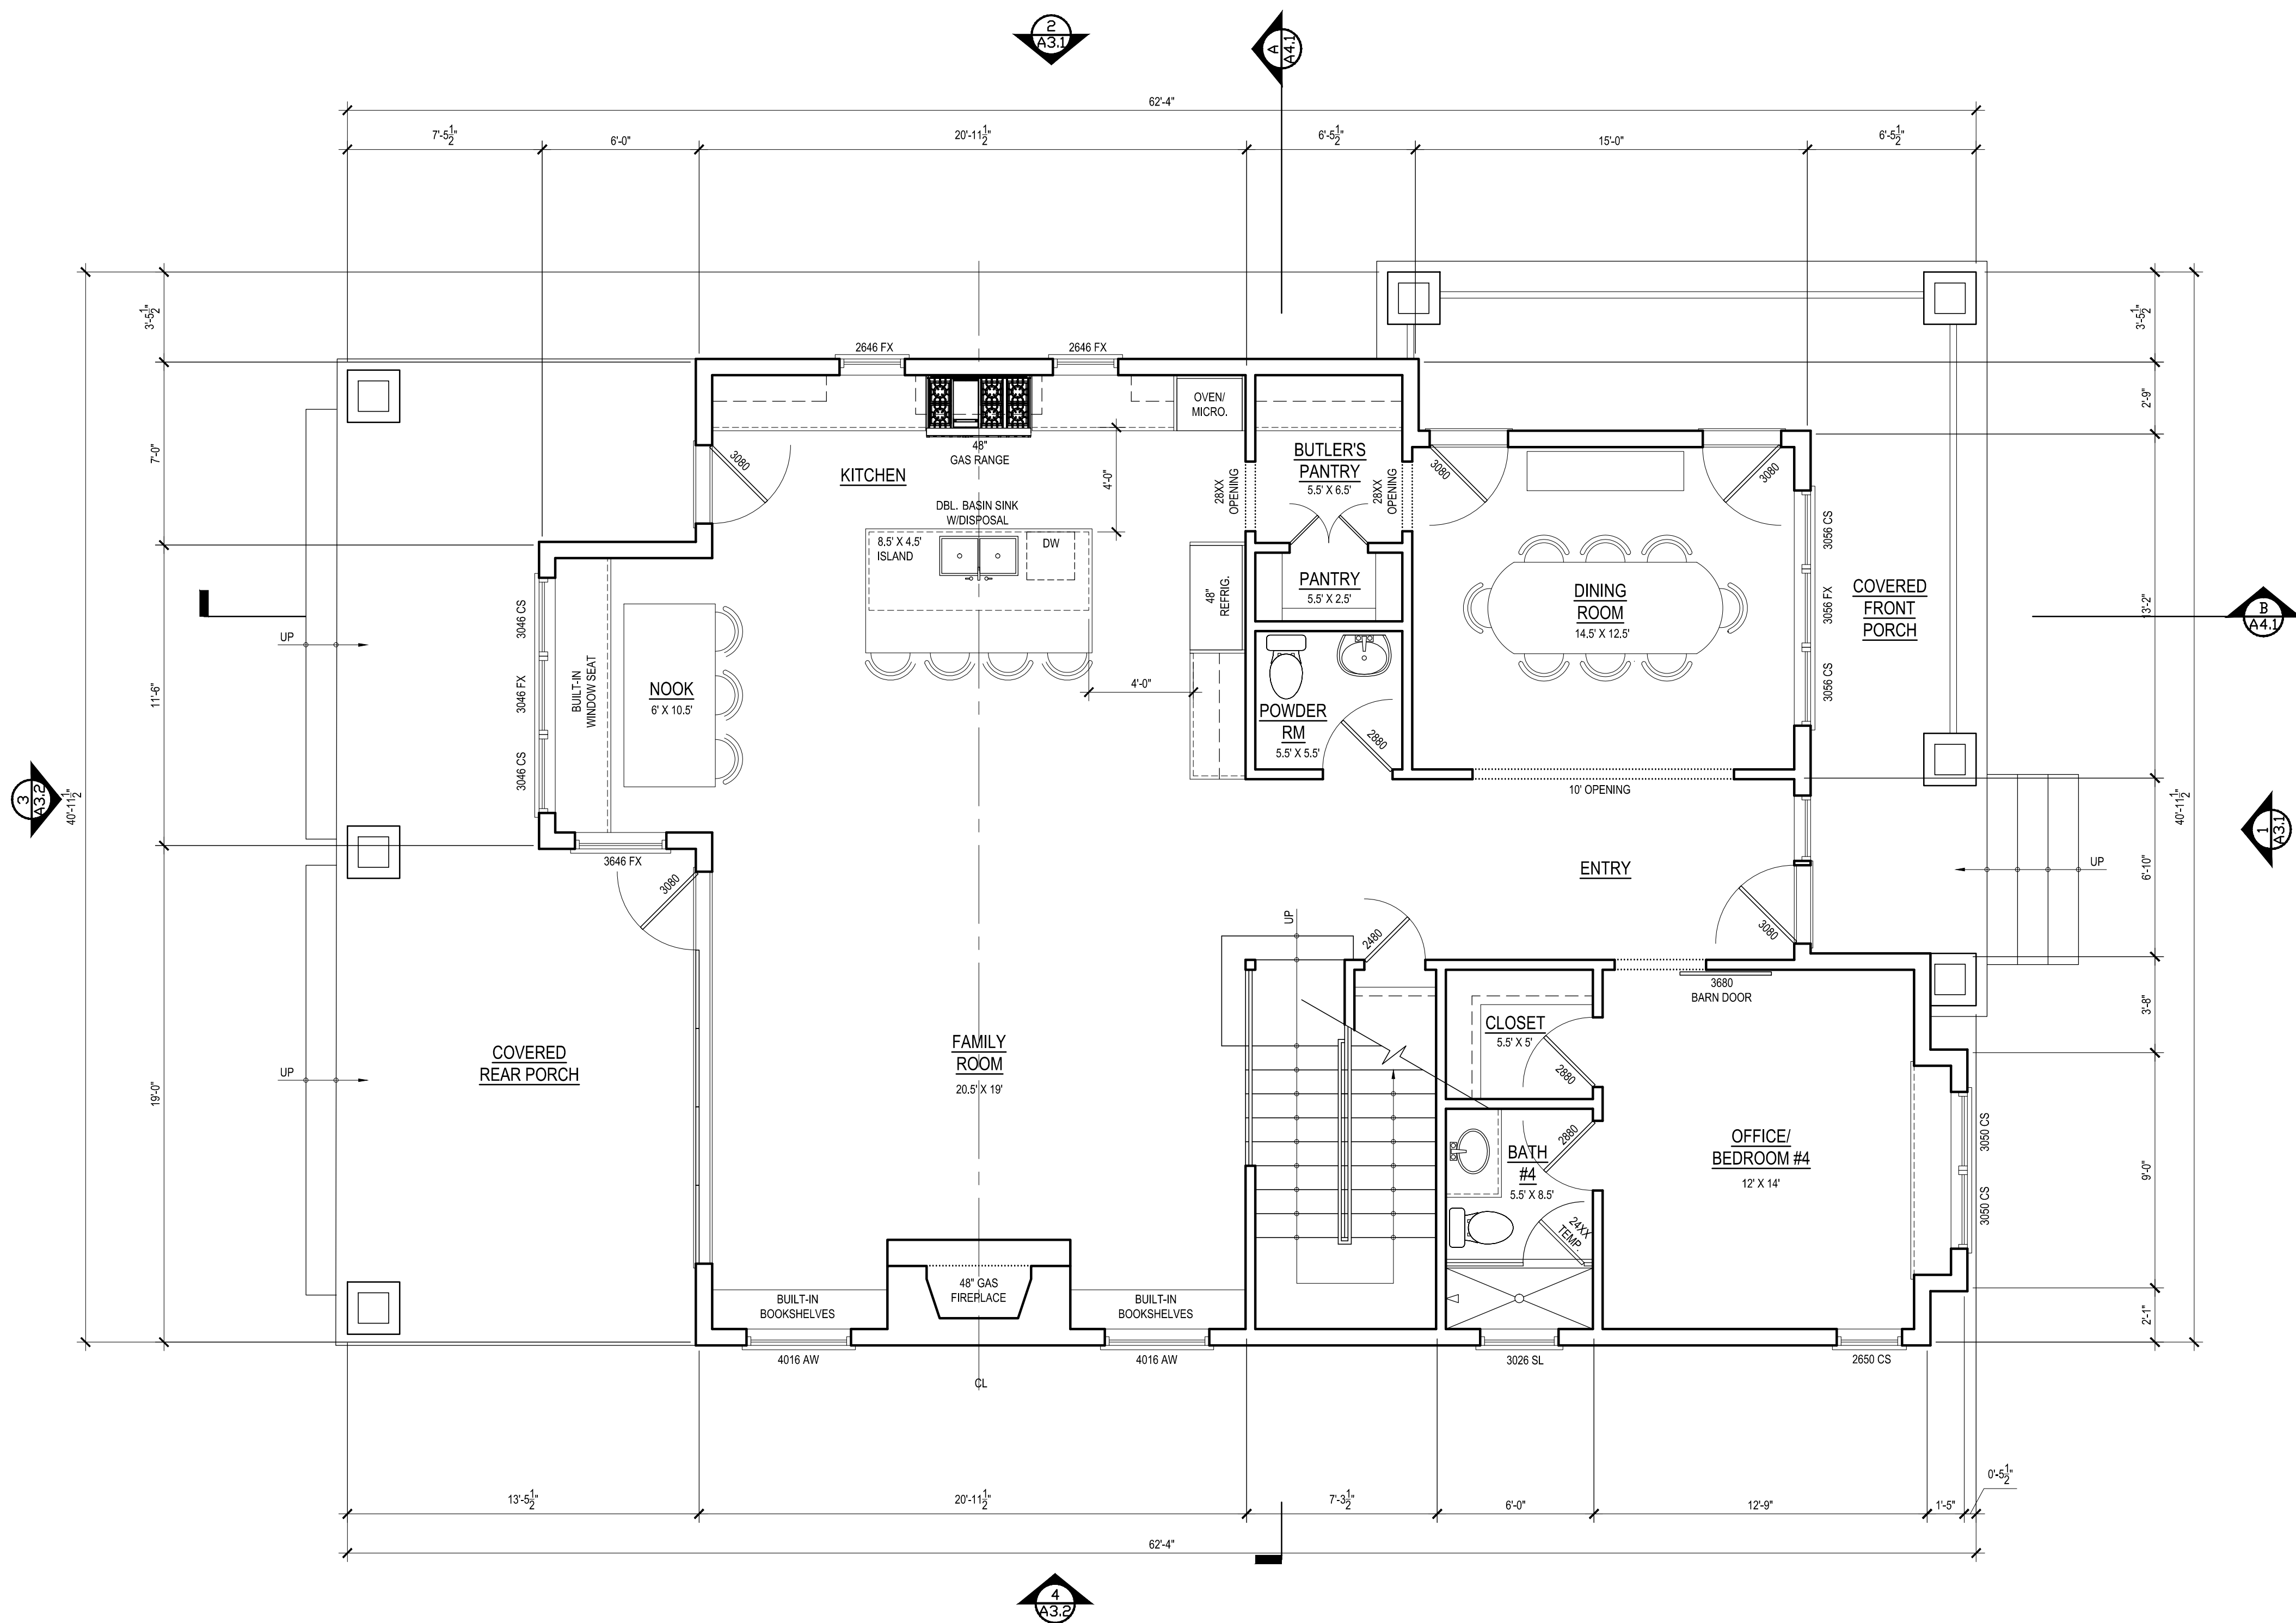 2
A3.1
A
A4.1
62'-4"
7'-5 1/2"
6'-0"
20'-11 1/2"
6'-5 1/2"
15'-0"
6'-5 1/2"
3'-5 1/2"
3'-5 1/2"
2646 FX
2646 FX
7'-0"
2'-9"
OVEN/
MICRO.
48"
GAS RANGE
3080
KITCHEN
4'-0"
28XX
OPENING
BUTLER'S
PANTRY
5.5' X 6.5'
28XX
OPENING
3080
3080
DBL. BASIN SINK
W/DISPOSAL
8.5' X 4.5'
ISLAND
DW
48"
REFRIG.
PANTRY
5.5' X 2.5'
DINING
ROOM
14.5' X 12.5'
3056 CS
3056 FX
3056 CS
COVERED
FRONT
PORCH
13'-2"
B
A4.1
UP
3046 CS
3046 FX
3046 CS
BUILT-IN
WINDOW SEAT
NOOK
6' X 10.5'
11'-6"
4'-0"
POWDER
RM
5.5' X 5.5'
2880
10' OPENING
3
A3.2
40'-11 1/2"
40'-11 1/2"
1
A3.1
3646 FX
3080
ENTRY
3080
UP
6'-10"
UP
2480
3680
BARN DOOR
3'-8"
CLOSET
5.5' X 5'
2880
COVERED
REAR PORCH
UP
19'-0"
FAMILY
ROOM
20.5' X 19'
BATH
#4
5.5' X 8.5'
2880
24XX
TEMP.
OFFICE/
BEDROOM #4
12' X 14'
3050 CS
3050 CS
9'-0"
2'-1"
48" GAS
FIREPLACE
BUILT-IN
BOOKSHELVES
BUILT-IN
BOOKSHELVES
4016 AW
4016 AW
3026 SL
2650 CS
CL
13'-5 1/2"
20'-11 1/2"
7'-3 1/2"
6'-0"
12'-9"
1'-5"
0'-5 1/2"
62'-4"
4
A3.2